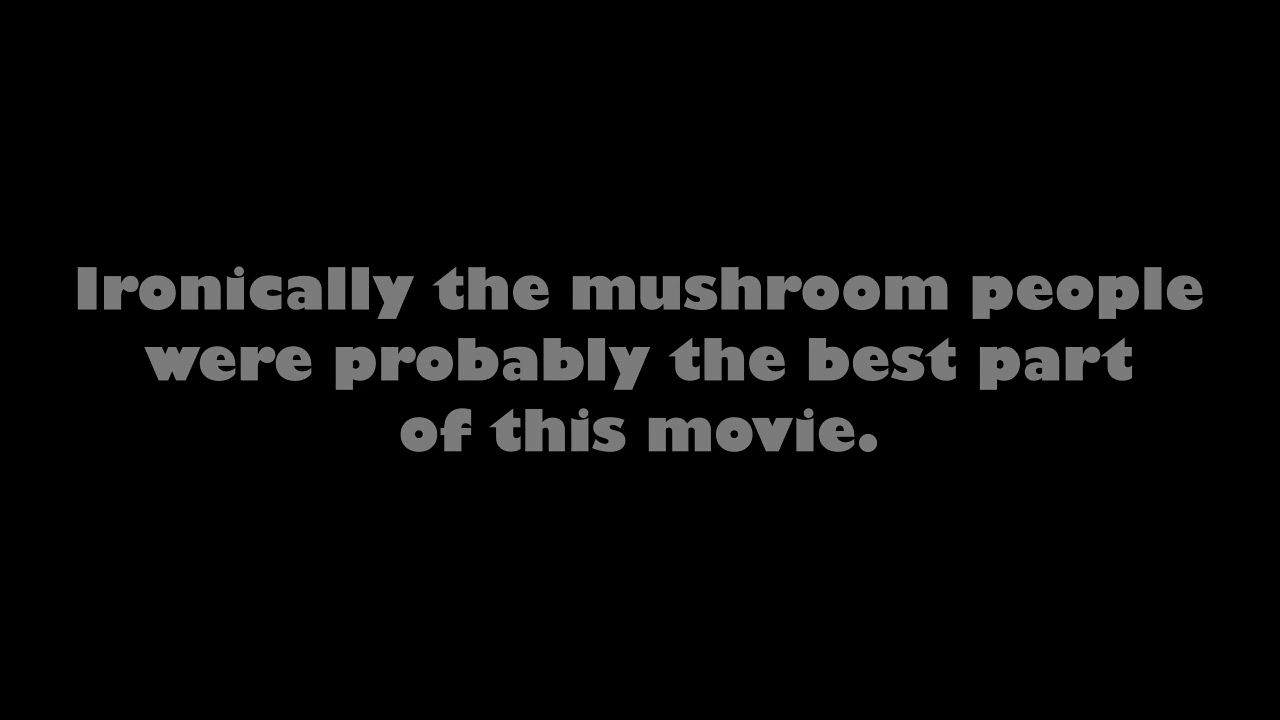 Ironically the mushroom people
were probably the best part
of this movie.